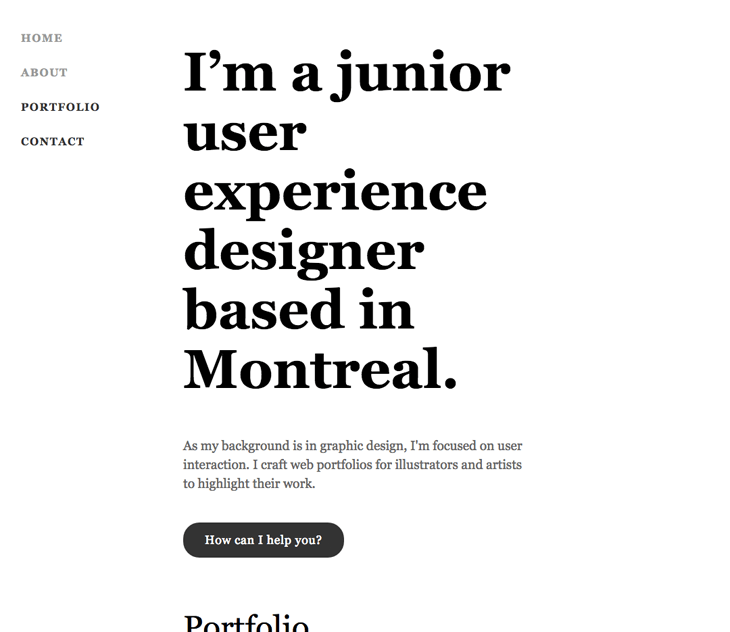 HOME
ABOUT
PORTFOLIO
CONTACT
I’m a junior
user
experience
designer
based in
Montreal.
As my background is in graphic design, I'm focused on user
interaction. I craft web portfolios for illustrators and artists
to highlight their work.
How can I help you?
Portfolio